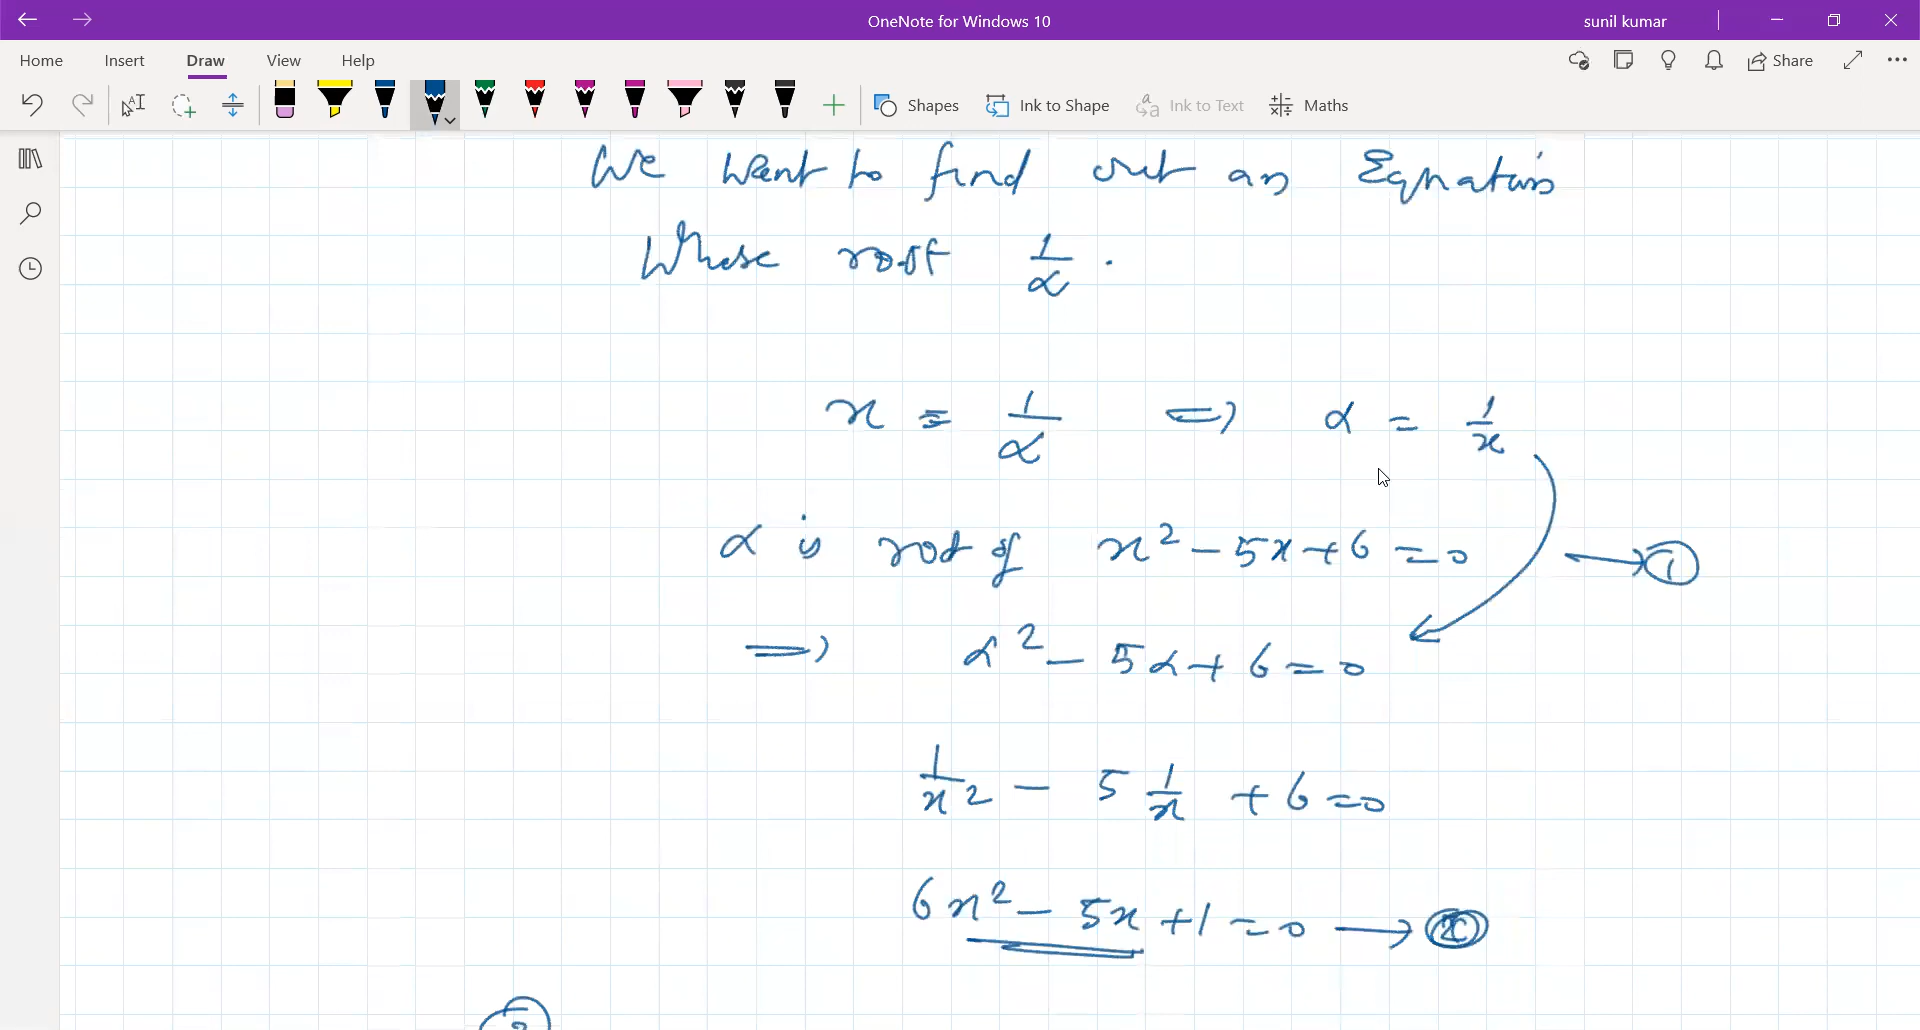 OneNote for Windows 10
sunil kumar
Home Insert Draw View Help
Share
Shapes Ink to Shape Ink to Text Maths
We want to find out an Equation
Whose root 1/α .
x = 1/α ⇒ α = 1/x
α is root of x² - 5x + 6 = 0 → ①
⇒ α² - 5α + 6 = 0
1/x² - 5 1/x + 6 = 0
6x² - 5x + 1 = 0 →